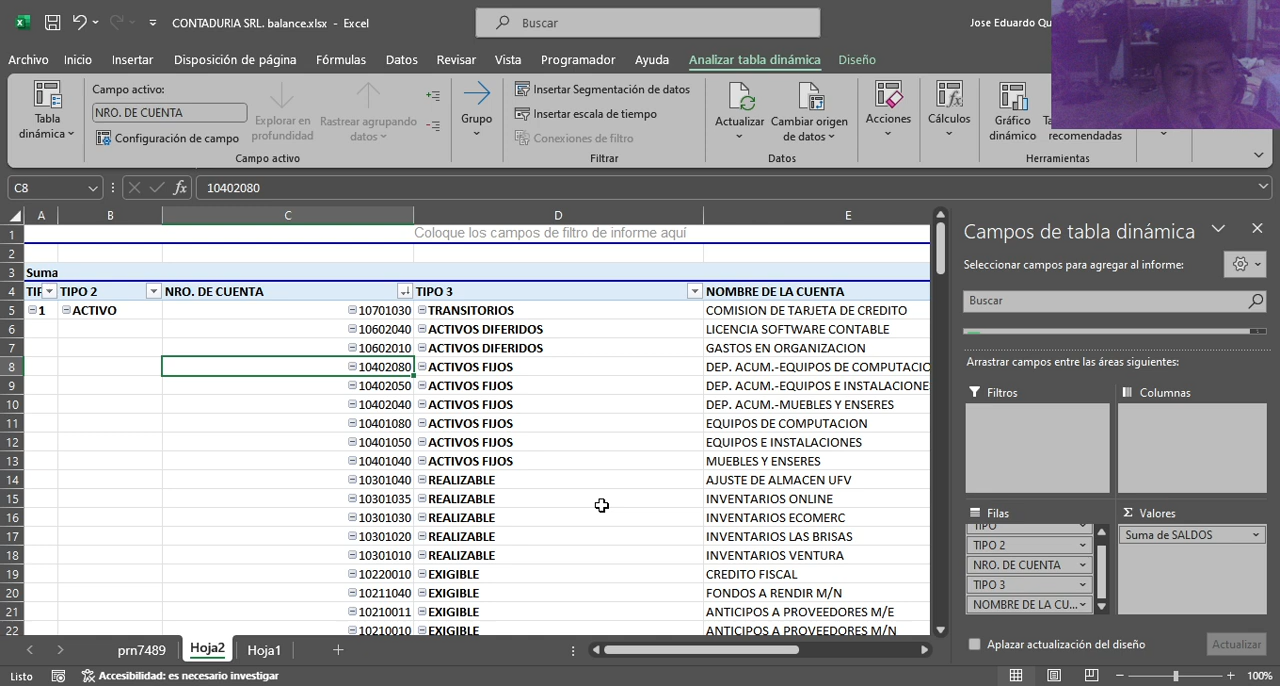 CONTADURIA SRL. balance.xlsx - Excel
Buscar
Jose Eduardo Qu
Archivo Inicio Insertar Disposición de página Fórmulas Datos Revisar Vista Programador Ayuda Analizar tabla dinámica Diseño
Tabla dinámica
Campo activo:
NRO. DE CUENTA
Configuración de campo
Explorar en profundidad
Rastrear agrupando datos
Campo activo
Grupo
Insertar Segmentación de datos
Insertar escala de tiempo
Conexiones de filtro
Filtrar
Actualizar
Cambiar origen de datos
Datos
Acciones
Cálculos
Gráfico dinámico
recomendadas
Herramientas
C8
fx
10402080
A B C D E
1 Coloque los campos de filtro de informe aquí
2
3 Suma
4 TIP TIPO 2 NRO. DE CUENTA TIPO 3 NOMBRE DE LA CUENTA
5 1 ACTIVO 10701030 TRANSITORIOS COMISION DE TARJETA DE CREDITO
6 10602040 ACTIVOS DIFERIDOS LICENCIA SOFTWARE CONTABLE
7 10602010 ACTIVOS DIFERIDOS GASTOS EN ORGANIZACION
8 10402080 ACTIVOS FIJOS DEP. ACUM.-EQUIPOS DE COMPUTACIO
9 10402050 ACTIVOS FIJOS DEP. ACUM.-EQUIPOS E INSTALACIONE
10 10402040 ACTIVOS FIJOS DEP. ACUM.-MUEBLES Y ENSERES
11 10401080 ACTIVOS FIJOS EQUIPOS DE COMPUTACION
12 10401050 ACTIVOS FIJOS EQUIPOS E INSTALACIONES
13 10401040 ACTIVOS FIJOS MUEBLES Y ENSERES
14 10301040 REALIZABLE AJUSTE DE ALMACEN UFV
15 10301035 REALIZABLE INVENTARIOS ONLINE
16 10301030 REALIZABLE INVENTARIOS ECOMERC
17 10301020 REALIZABLE INVENTARIOS LAS BRISAS
18 10301010 REALIZABLE INVENTARIOS VENTURA
19 10220010 EXIGIBLE CREDITO FISCAL
20 10211040 EXIGIBLE FONDOS A RENDIR M/N
21 10210011 EXIGIBLE ANTICIPOS A PROVEEDORES M/E
22 10210010 EXIGIBLE ANTICIPOS A PROVEEDORES M/N
Campos de tabla dinámica
Seleccionar campos para agregar al informe:
Buscar
Arrastrar campos entre las áreas siguientes:
Filtros
Columnas
Filas
TIPO
TIPO 2
NRO. DE CUENTA
TIPO 3
NOMBRE DE LA CU...
Σ Valores
Suma de SALDOS
Aplazar actualización del diseño
Actualizar
prn7489 Hoja2 Hoja1
Listo
Accesibilidad: es necesario investigar
100%